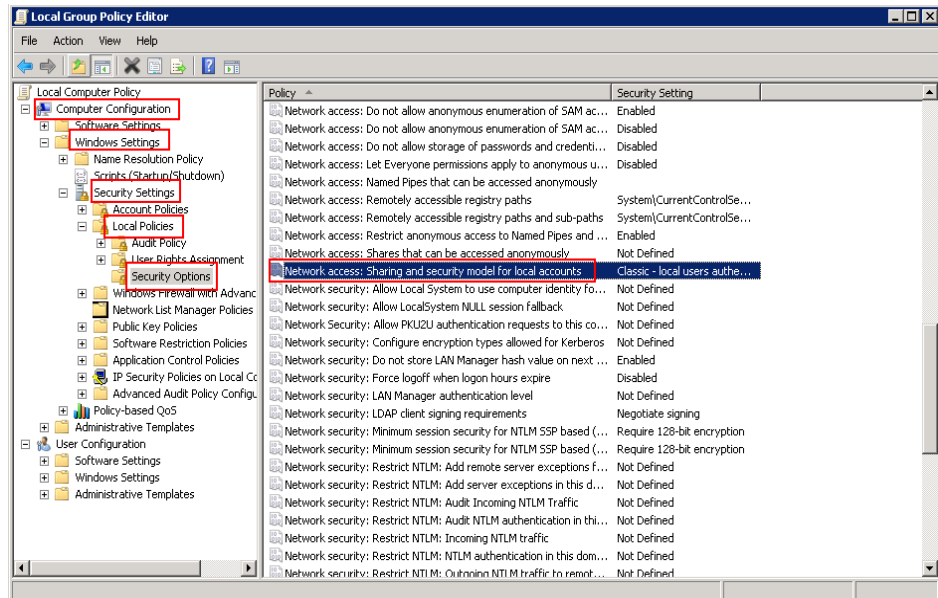 Local Group Policy Editor
File Action View Help
Local Computer Policy
Computer Configuration
Software Settings
Windows Settings
Name Resolution Policy
Scripts (Startup/Shutdown)
Security Settings
Account Policies
Local Policies
Audit Policy
User Rights Assignment
Security Options
Windows Firewall with Advanc
Network List Manager Policies
Public Key Policies
Software Restriction Policies
Application Control Policies
IP Security Policies on Local Co
Advanced Audit Policy Configu
Policy-based QoS
Administrative Templates
User Configuration
Software Settings
Windows Settings
Administrative Templates
Policy Security Setting
Network access: Do not allow anonymous enumeration of SAM ac... Enabled
Network access: Do not allow anonymous enumeration of SAM ac... Disabled
Network access: Do not allow storage of passwords and credenti... Disabled
Network access: Let Everyone permissions apply to anonymous u... Disabled
Network access: Named Pipes that can be accessed anonymously
Network access: Remotely accessible registry paths System\CurrentControlSe...
Network access: Remotely accessible registry paths and sub-paths System\CurrentControlSe...
Network access: Restrict anonymous access to Named Pipes and ... Enabled
Network access: Shares that can be accessed anonymously Not Defined
Network access: Sharing and security model for local accounts Classic - local users authe...
Network security: Allow Local System to use computer identity fo... Not Defined
Network security: Allow LocalSystem NULL session fallback Not Defined
Network Security: Allow PKU2U authentication requests to this co... Not Defined
Network security: Configure encryption types allowed for Kerberos Not Defined
Network security: Do not store LAN Manager hash value on next ... Enabled
Network security: Force logoff when logon hours expire Disabled
Network security: LAN Manager authentication level Not Defined
Network security: LDAP client signing requirements Negotiate signing
Network security: Minimum session security for NTLM SSP based (... Require 128-bit encryption
Network security: Minimum session security for NTLM SSP based (... Require 128-bit encryption
Network security: Restrict NTLM: Add remote server exceptions f... Not Defined
Network security: Restrict NTLM: Add server exceptions in this d... Not Defined
Network security: Restrict NTLM: Audit Incoming NTLM Traffic Not Defined
Network security: Restrict NTLM: Audit NTLM authentication in thi... Not Defined
Network security: Restrict NTLM: Incoming NTLM traffic Not Defined
Network security: Restrict NTLM: NTLM authentication in this dom... Not Defined
Network security: Restrict NTLM: Outgoing NTLM traffic to remot... Not Defined